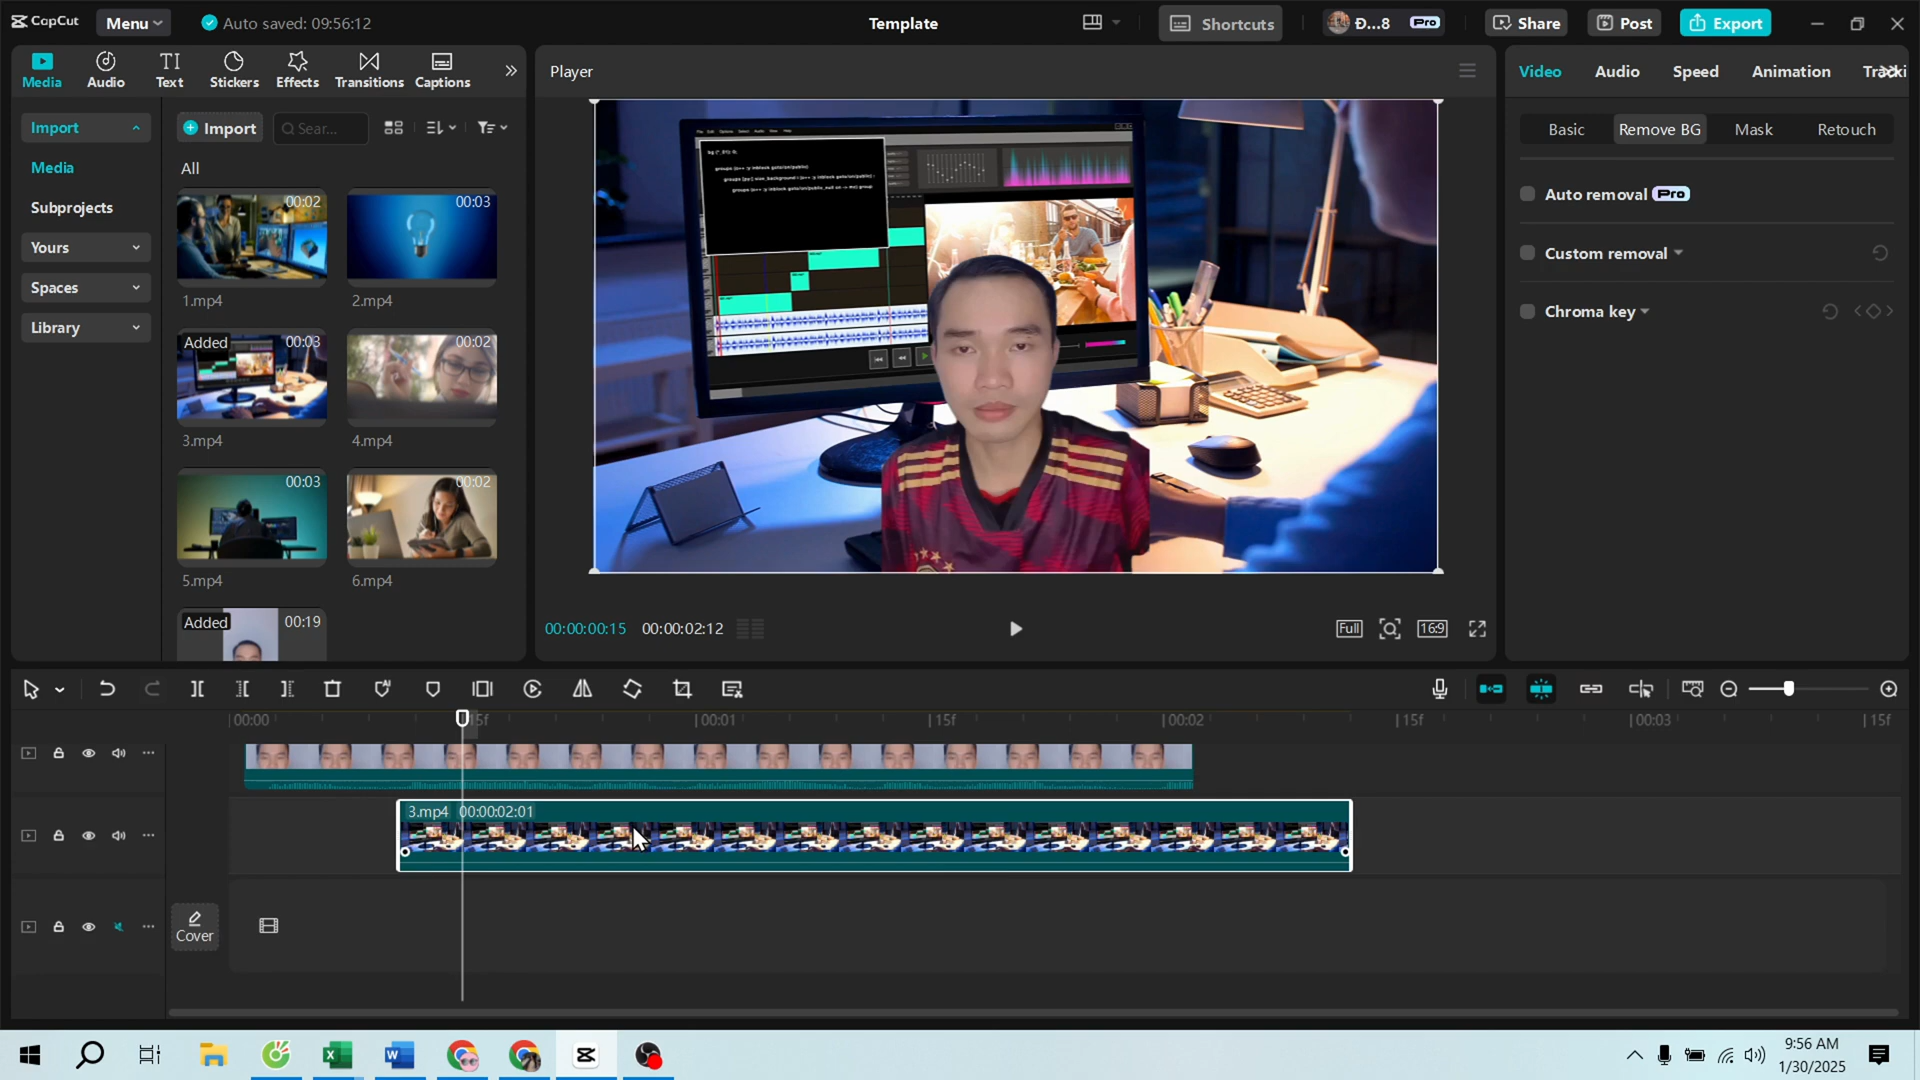 CapCut
Menu
Auto saved: 09:56:12
Template
Shortcuts
Đ...8
Pro
Share
Post
Export
Media
Audio
Text
Stickers
Effects
Transitions
Captions
Import
Media
Subprojects
Yours
Spaces
Library
Import
Sear...
All
00:02
1.mp4
00:03
2.mp4
Added
00:03
3.mp4
00:02
4.mp4
00:03
5.mp4
00:02
6.mp4
Added
00:19
Player
00:00:00:15
00:00:02:12
Full
16:9
Video
Audio
Speed
Animation
Basic
Remove BG
Mask
Retouch
Auto removal Pro
Custom removal
Chroma key
00:00
15f
00:01
15f
00:02
15f
00:03
15f
3.mp4 00:00:02:01
Cover
9:56 AM
1/30/2025